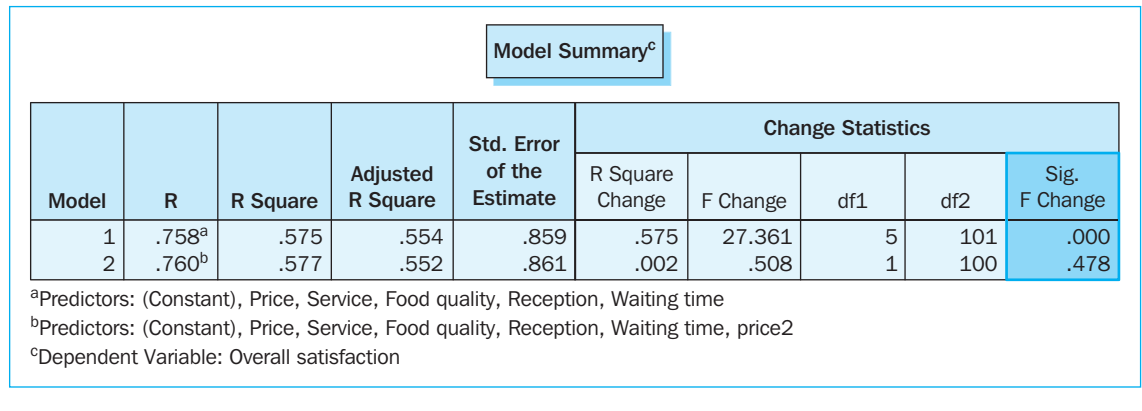 Model Summaryc
Change Statistics
Std. Error
Adjusted of the R Square Sig.
Model R R Square R Square Estimate Change F Change df1 df2 F Change
1 .758a .575 .554 .859 .575 27.361 5 101 .000
2 .760b .577 .552 .861 .002 .508 1 100 .478
aPredictors: (Constant), Price, Service, Food quality, Reception, Waiting time
bPredictors: (Constant), Price, Service, Food quality, Reception, Waiting time, price2
cDependent Variable: Overall satisfaction